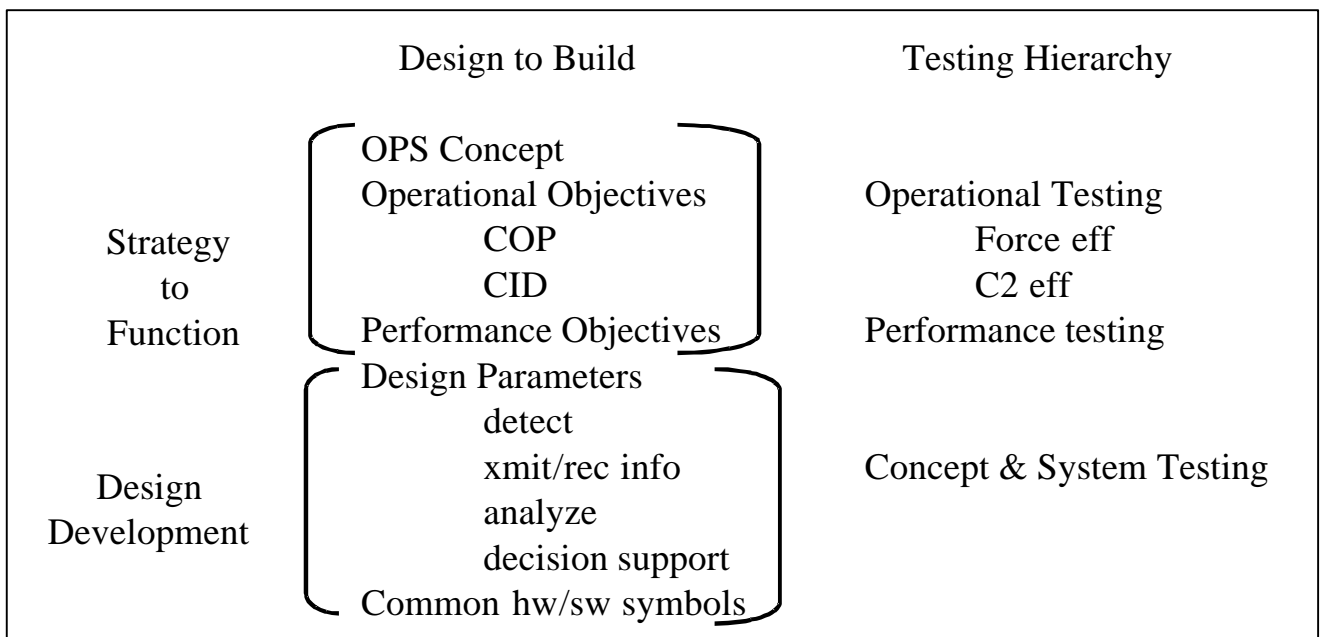 Design to Build Testing Hierarchy
OPS Concept
Operational Objectives Operational Testing
Strategy COP Force eff
to CID C2 eff
Function Performance Objectives Performance testing
Design Parameters
detect
xmit/rec info Concept & System Testing
Design analyze
Development decision support
Common hw/sw symbols